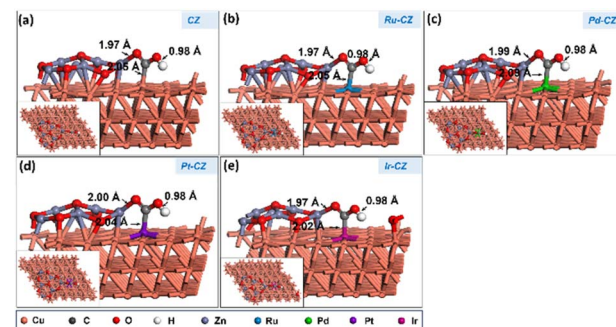 (a) CZ
1.97 Å
0.98 Å
2.05 Å
(b) Ru-CZ
1.97 Å
0.98 Å
2.05 Å
(c) Pd-CZ
1.99 Å
0.98 Å
2.09 Å
(d) Pt-CZ
2.00 Å
0.98 Å
2.04 Å
(e) Ir-CZ
1.97 Å
0.98 Å
2.02 Å
Cu C O H Zn Ru Pd Pt Ir